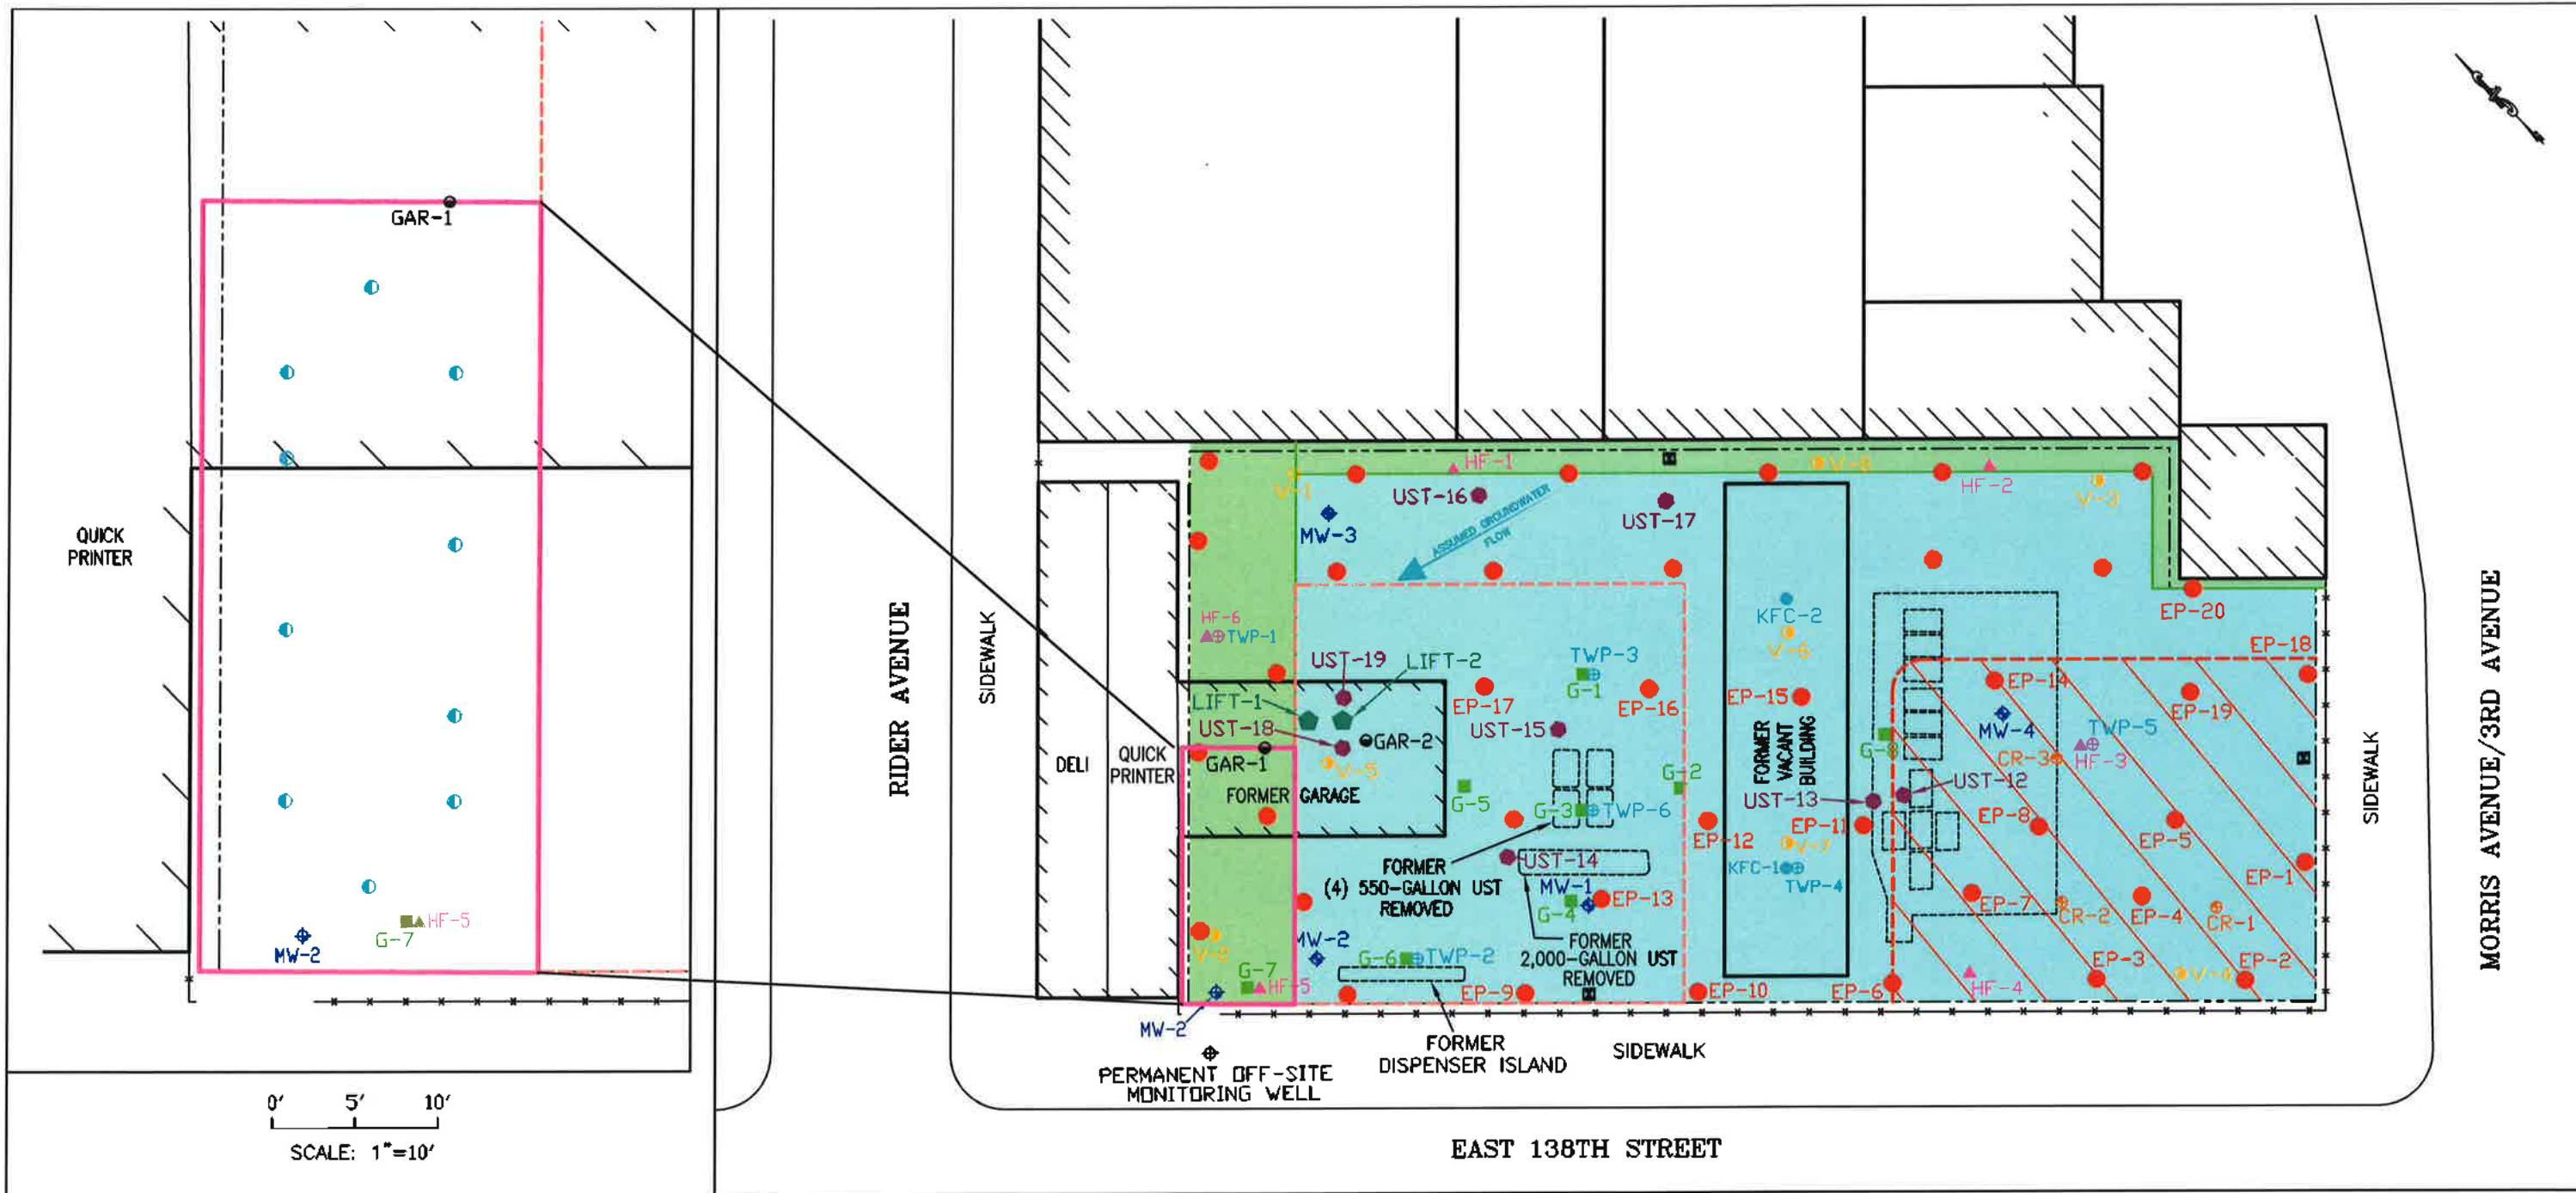 GAR-1
QUICK
PRINTER
G-7
HF-5
MW-2
0' 5' 10'
SCALE: 1"=10'
RIDER AVENUE
SIDEWALK
DELI
QUICK
PRINTER
V-1
HF-1
V-8
HF-2
V-3
UST-16
UST-17
MW-3
ASSUMED GROUNDWATER
FLOW
HF-6
TWP-1
UST-19
LIFT-2
LIFT-1
UST-18
GAR-2
GAR-1
V-5
FORMER GARAGE
TWP-3
G-1
EP-17
EP-16
UST-15
G-5
G-2
G-3
TWP-6
EP-12
UST-14
FORMER
(4) 550-GALLON UST
REMOVED
MW-1
G-4
EP-13
FORMER
2,000-GALLON UST
REMOVED
MW-2
G-6
TWP-2
EP-9
EP-10
G-7
HF-5
MW-2
PERMANENT OFF-SITE
MONITORING WELL
FORMER
DISPENSER ISLAND
SIDEWALK
KFC-2
V-6
EP-15
FORMER
VACANT
BUILDING
V-7
KFC-1
TWP-4
EP-20
EP-18
EP-14
EP-19
MW-4
TWP-5
G-8
CR-3
HF-3
UST-12
UST-13
EP-11
EP-8
EP-5
EP-1
EP-7
CR-2
EP-4
CR-1
EP-3
V-4
EP-2
EP-6
HF-4
SIDEWALK
MORRIS AVENUE/3RD AVENUE
EAST 138TH STREET